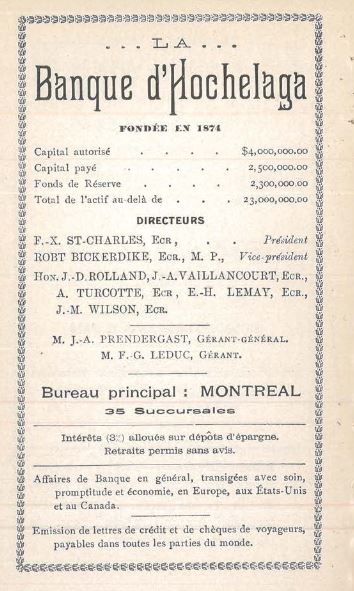 ... LA ...
Banque d'Hochelaga
FONDÉE EN 1874
Capital autorisé . . . . $4,000,000.00
Capital payé . . . . . 2,500,000.00
Fonds de Réserve . . . . 2,300,000.00
Total de l'actif au-delà de . . . 23,000,000.00
DIRECTEURS
F.-X. ST-CHARLES, Ecr, . . Président
ROBT BICKERDIKE, Ecr., M. P., Vice-président
Hon. J.-D. ROLLAND, J.-A. VAILLANCOURT, Ecr.,
A. TURCOTTE, Ecr, E.-H. LEMAY, Ecr.,
J.-M. WILSON, Ecr.
M. J.-A. PRENDERGAST, Gérant-général.
M. F.-G. LEDUC, Gérant.
Bureau principal : MONTREAL
35 Succursales
Intérêts (3%) alloués sur dépôts d'épargne.
Retraits permis sans avis.
Affaires de Banque en général, transigées avec soin,
promptitude et économie, en Europe, aux États-Unis
et au Canada.
Emission de lettres de crédit et de chèques de voyageurs,
payables dans toutes les parties du monde.